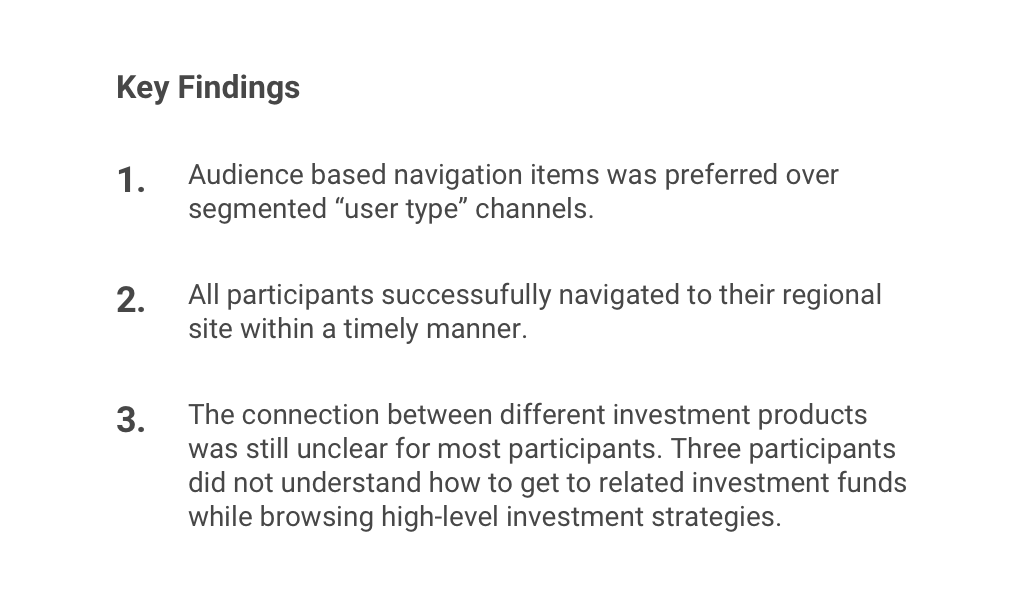 Key Findings
1. Audience based navigation items was preferred over
segmented “user type” channels.
2. All participants successufully navigated to their regional
site within a timely manner.
3. The connection between different investment products
was still unclear for most participants. Three participants
did not understand how to get to related investment funds
while browsing high-level investment strategies.